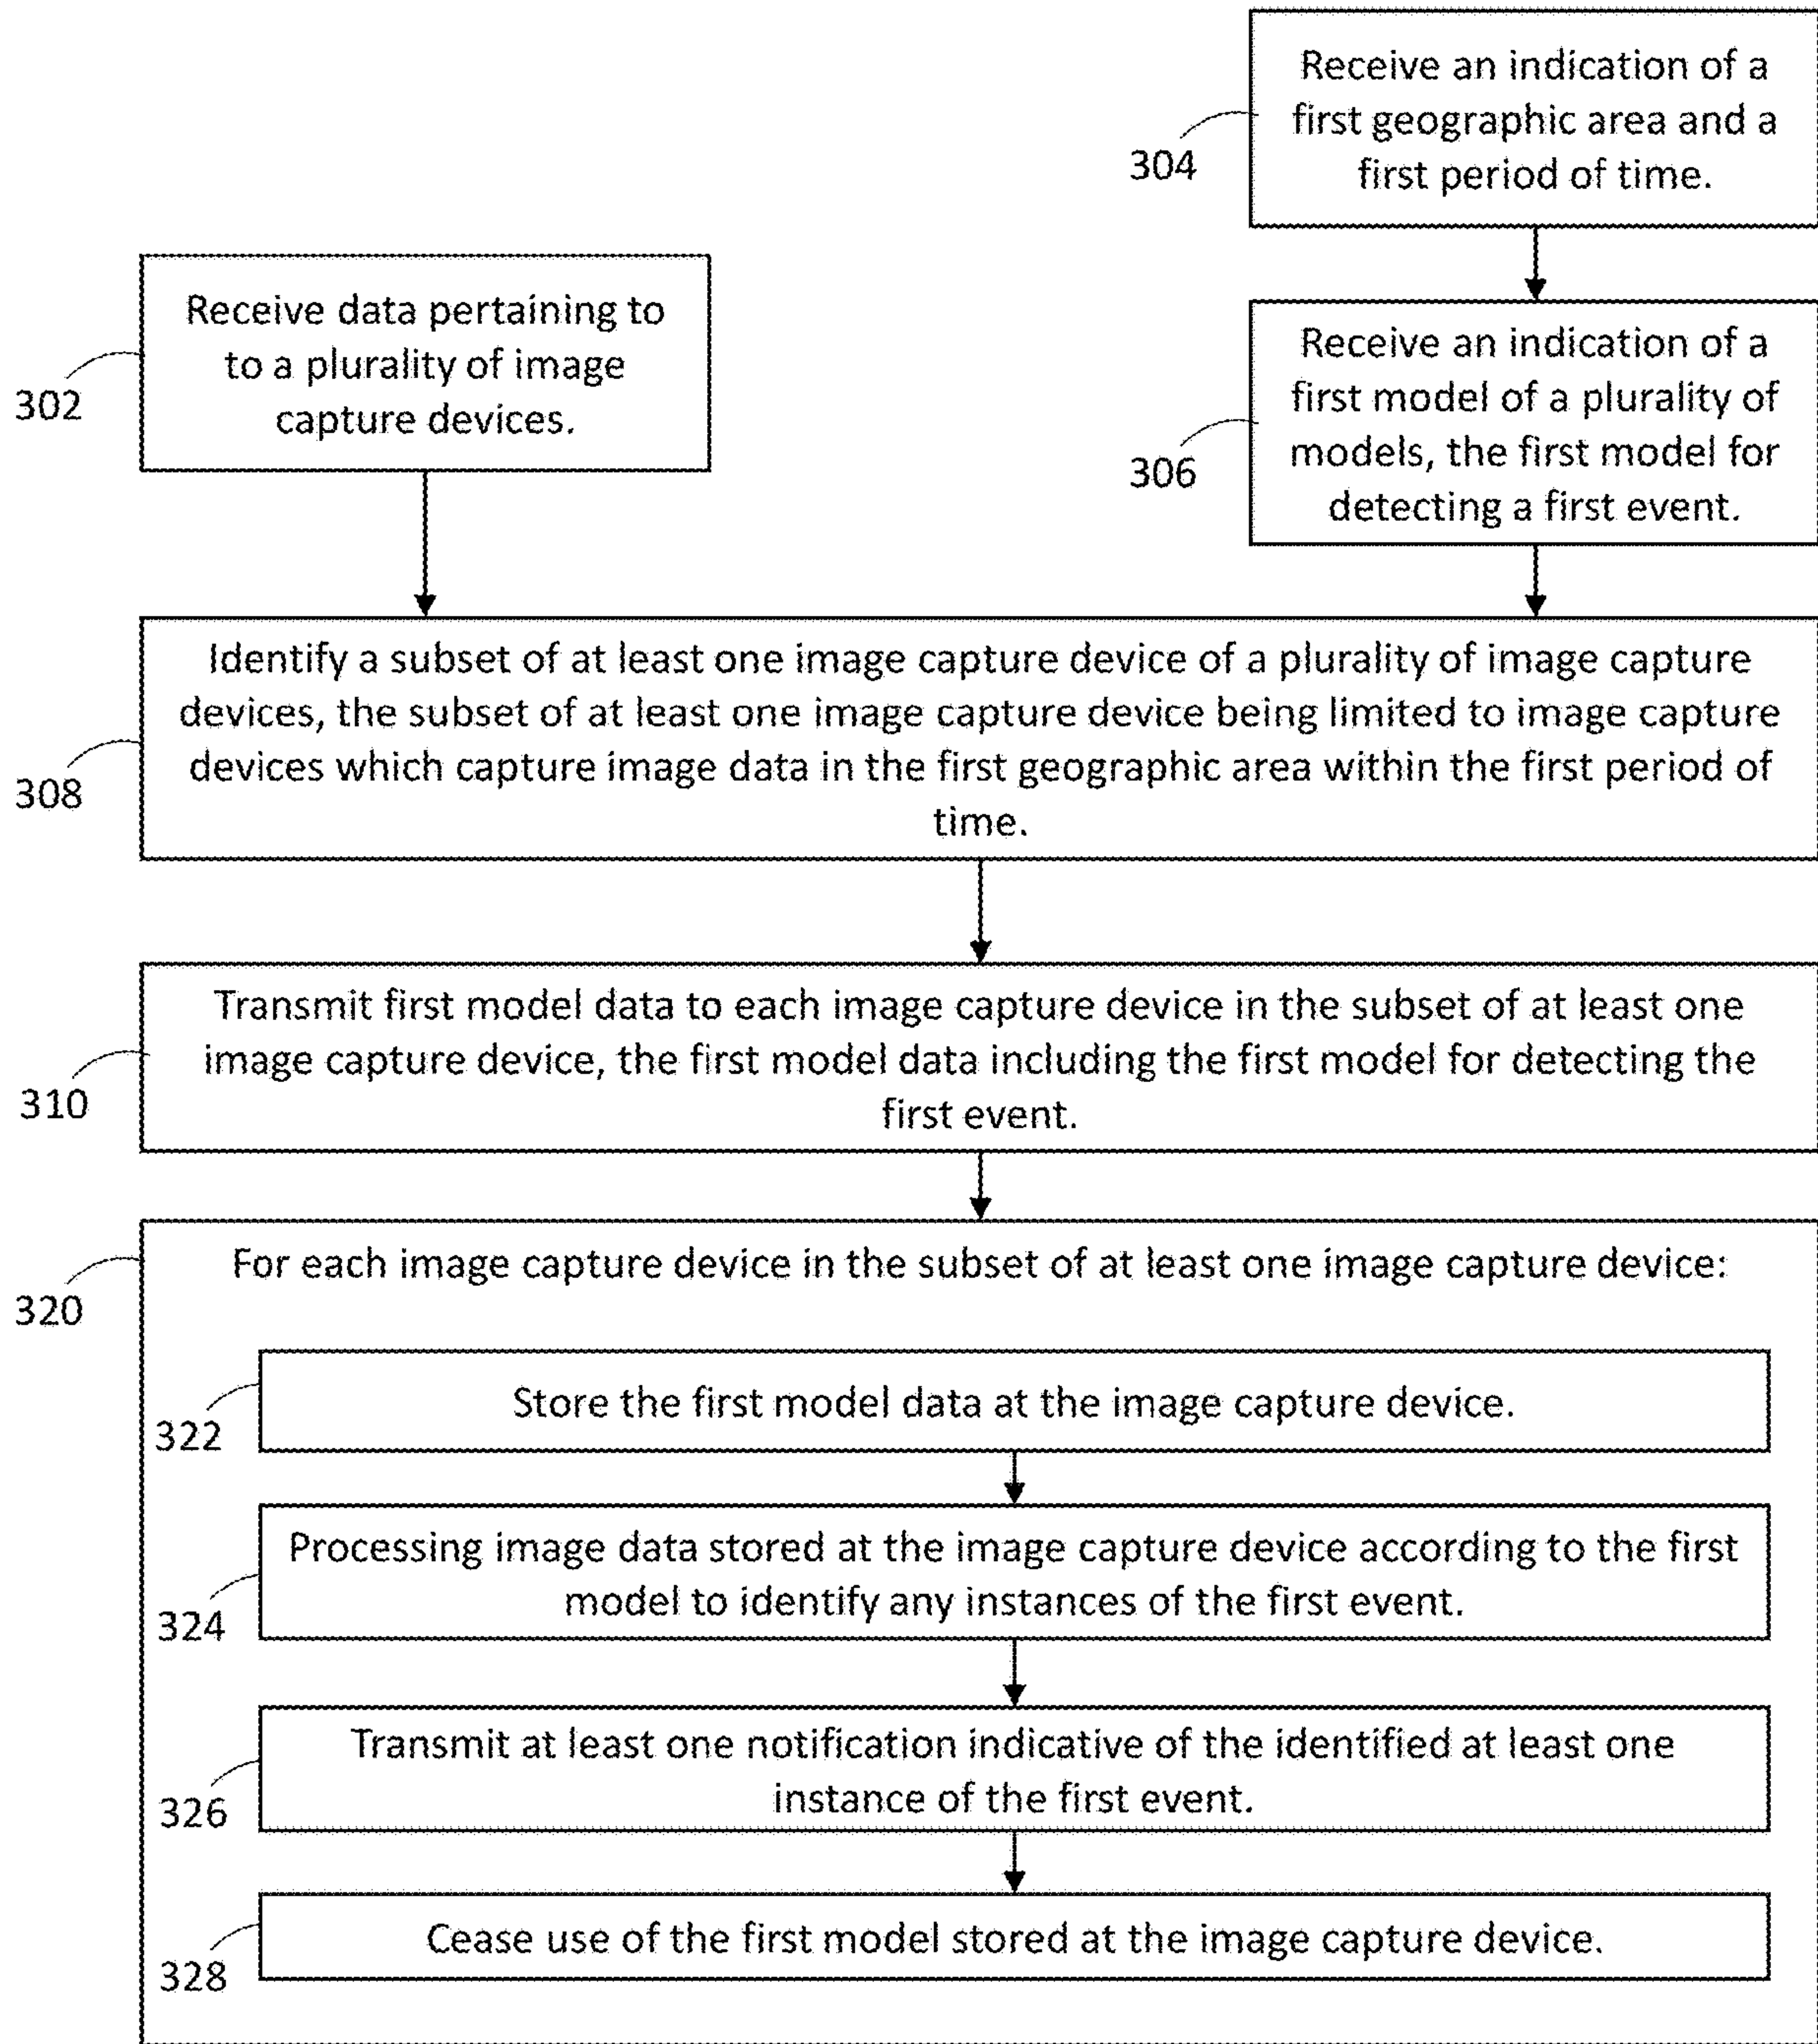 Receive an indication of a
first geographic area and a
first period of time.
304
Receive data pertaining to
to a plurality of image
capture devices.
302
Receive an indication of a
first model of a plurality of
models, the first model for
detecting a first event.
306
Identify a subset of at least one image capture device of a plurality of image capture
devices, the subset of at least one image capture device being limited to image capture
devices which capture image data in the first geographic area within the first period of
time.
308
Transmit first model data to each image capture device in the subset of at least one
image capture device, the first model data including the first model for detecting the
first event.
310
For each image capture device in the subset of at least one image capture device:
320
Store the first model data at the image capture device.
322
Processing image data stored at the image capture device according to the first
model to identify any instances of the first event.
324
Transmit at least one notification indicative of the identified at least one
instance of the first event.
326
Cease use of the first model stored at the image capture device.
328